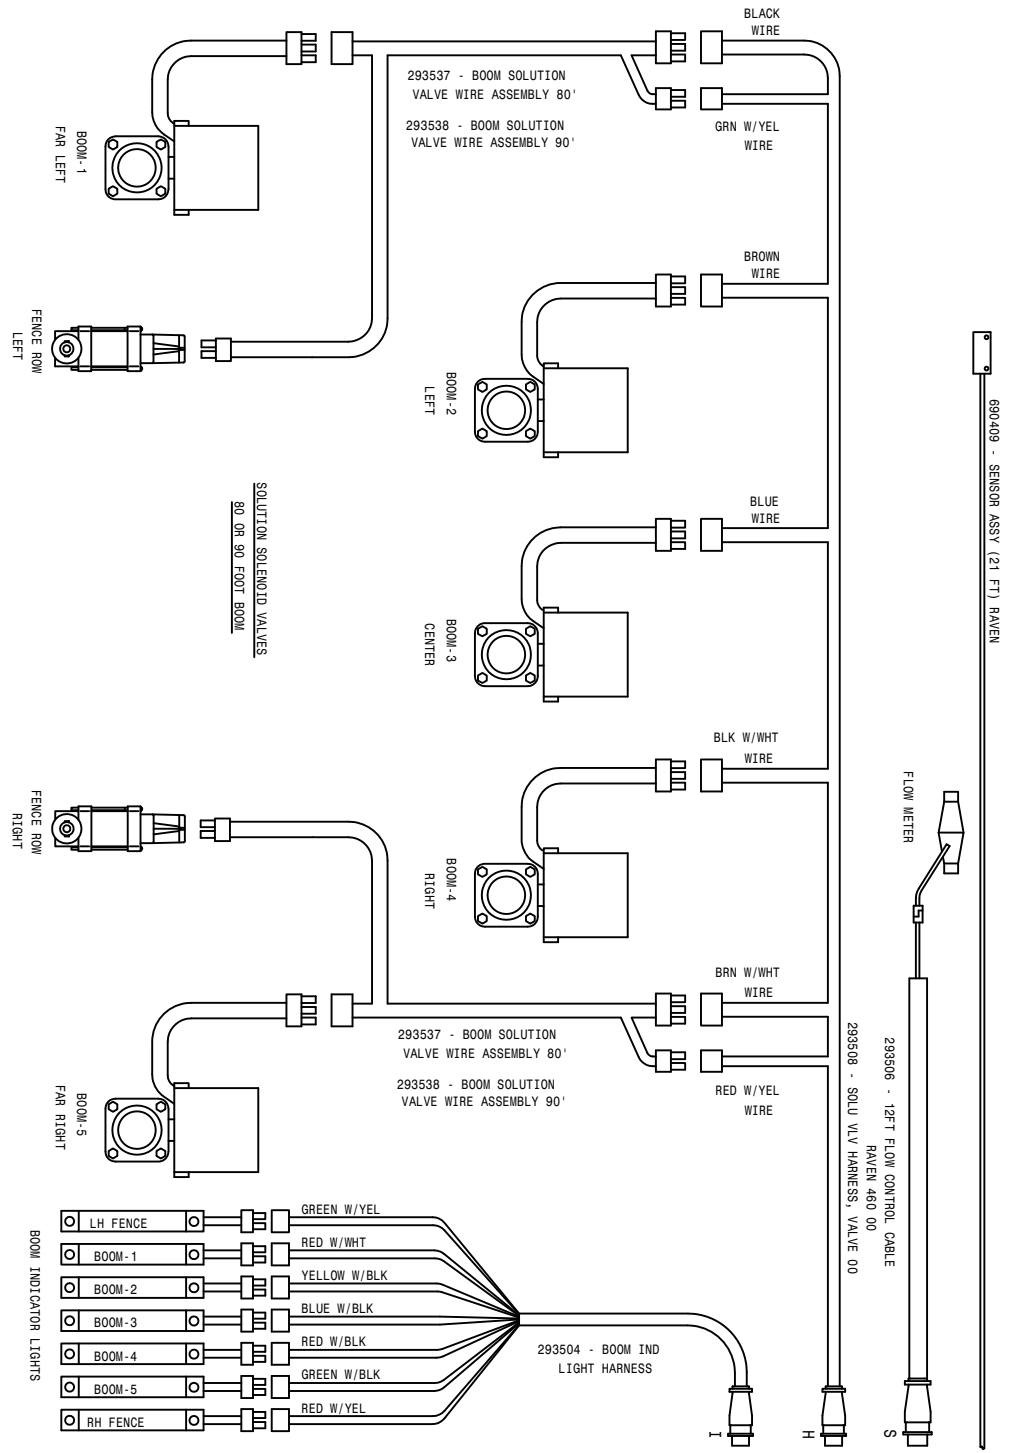 BLACK
WIRE
293537 - BOOM SOLUTION
VALVE WIRE ASSEMBLY 80'
293538 - BOOM SOLUTION
VALVE WIRE ASSEMBLY 90'
GRN W/YEL
WIRE
BOOM-1
FAR LEFT
BROWN
WIRE
FENCE ROW
LEFT
BOOM-2
LEFT
690409 - SENSOR ASSY (21 FT) RAVEN
SOLUTION SOLENOID VALVES
80 OR 90 FOOT BOOM
BLUE
WIRE
BOOM-3
CENTER
BLK W/WHT
WIRE
FLOW METER
FENCE ROW
RIGHT
BOOM-4
RIGHT
BRN W/WHT
WIRE
293537 - BOOM SOLUTION
VALVE WIRE ASSEMBLY 80'
293538 - BOOM SOLUTION
VALVE WIRE ASSEMBLY 90'
RED W/YEL
WIRE
293506 - 12FT FLOW CONTROL CABLE
RAVEN 460 00
293508 - SOLU VLV HARNESS, VALVE 00
BOOM-5
FAR RIGHT
BOOM INDICATOR LIGHTS
LH FENCE
GREEN W/YEL
BOOM-1
RED W/WHT
BOOM-2
YELLOW W/BLK
BOOM-3
BLUE W/BLK
BOOM-4
RED W/BLK
BOOM-5
GREEN W/BLK
RH FENCE
RED W/YEL
293504 - BOOM IND
LIGHT HARNESS
I
H
S